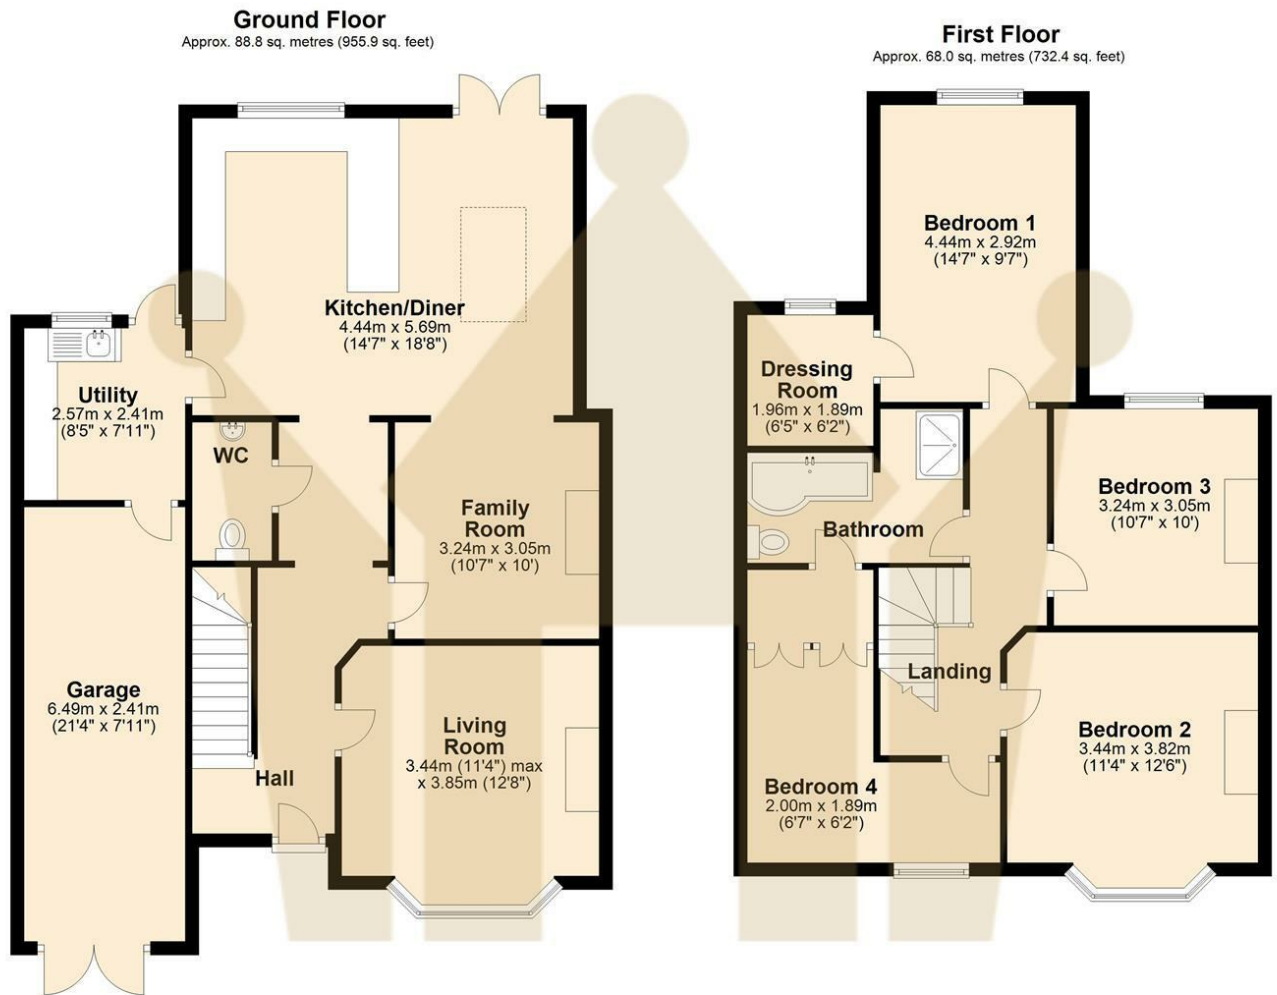 Ground Floor
Approx. 88.8 sq. metres (955.9 sq. feet)
Kitchen/Diner
4.44m x 5.69m
(14'7" x 18'8")
Utility
2.57m x 2.41m
(8'5" x 7'11")
WC
Family
Room
3.24m x 3.05m
(10'7" x 10')
Garage
6.49m x 2.41m
(21'4" x 7'11")
Living
Room
3.44m (11'4") max
x 3.85m (12'8")
Hall
First Floor
Approx. 68.0 sq. metres (732.4 sq. feet)
Bedroom 1
4.44m x 2.92m
(14'7" x 9'7")
Dressing
Room
1.96m x 1.89m
(6'5" x 6'2")
Bedroom 3
3.24m x 3.05m
(10'7" x 10')
Bathroom
Landing
Bedroom 2
3.44m x 3.82m
(11'4" x 12'6")
Bedroom 4
2.00m x 1.89m
(6'7" x 6'2")